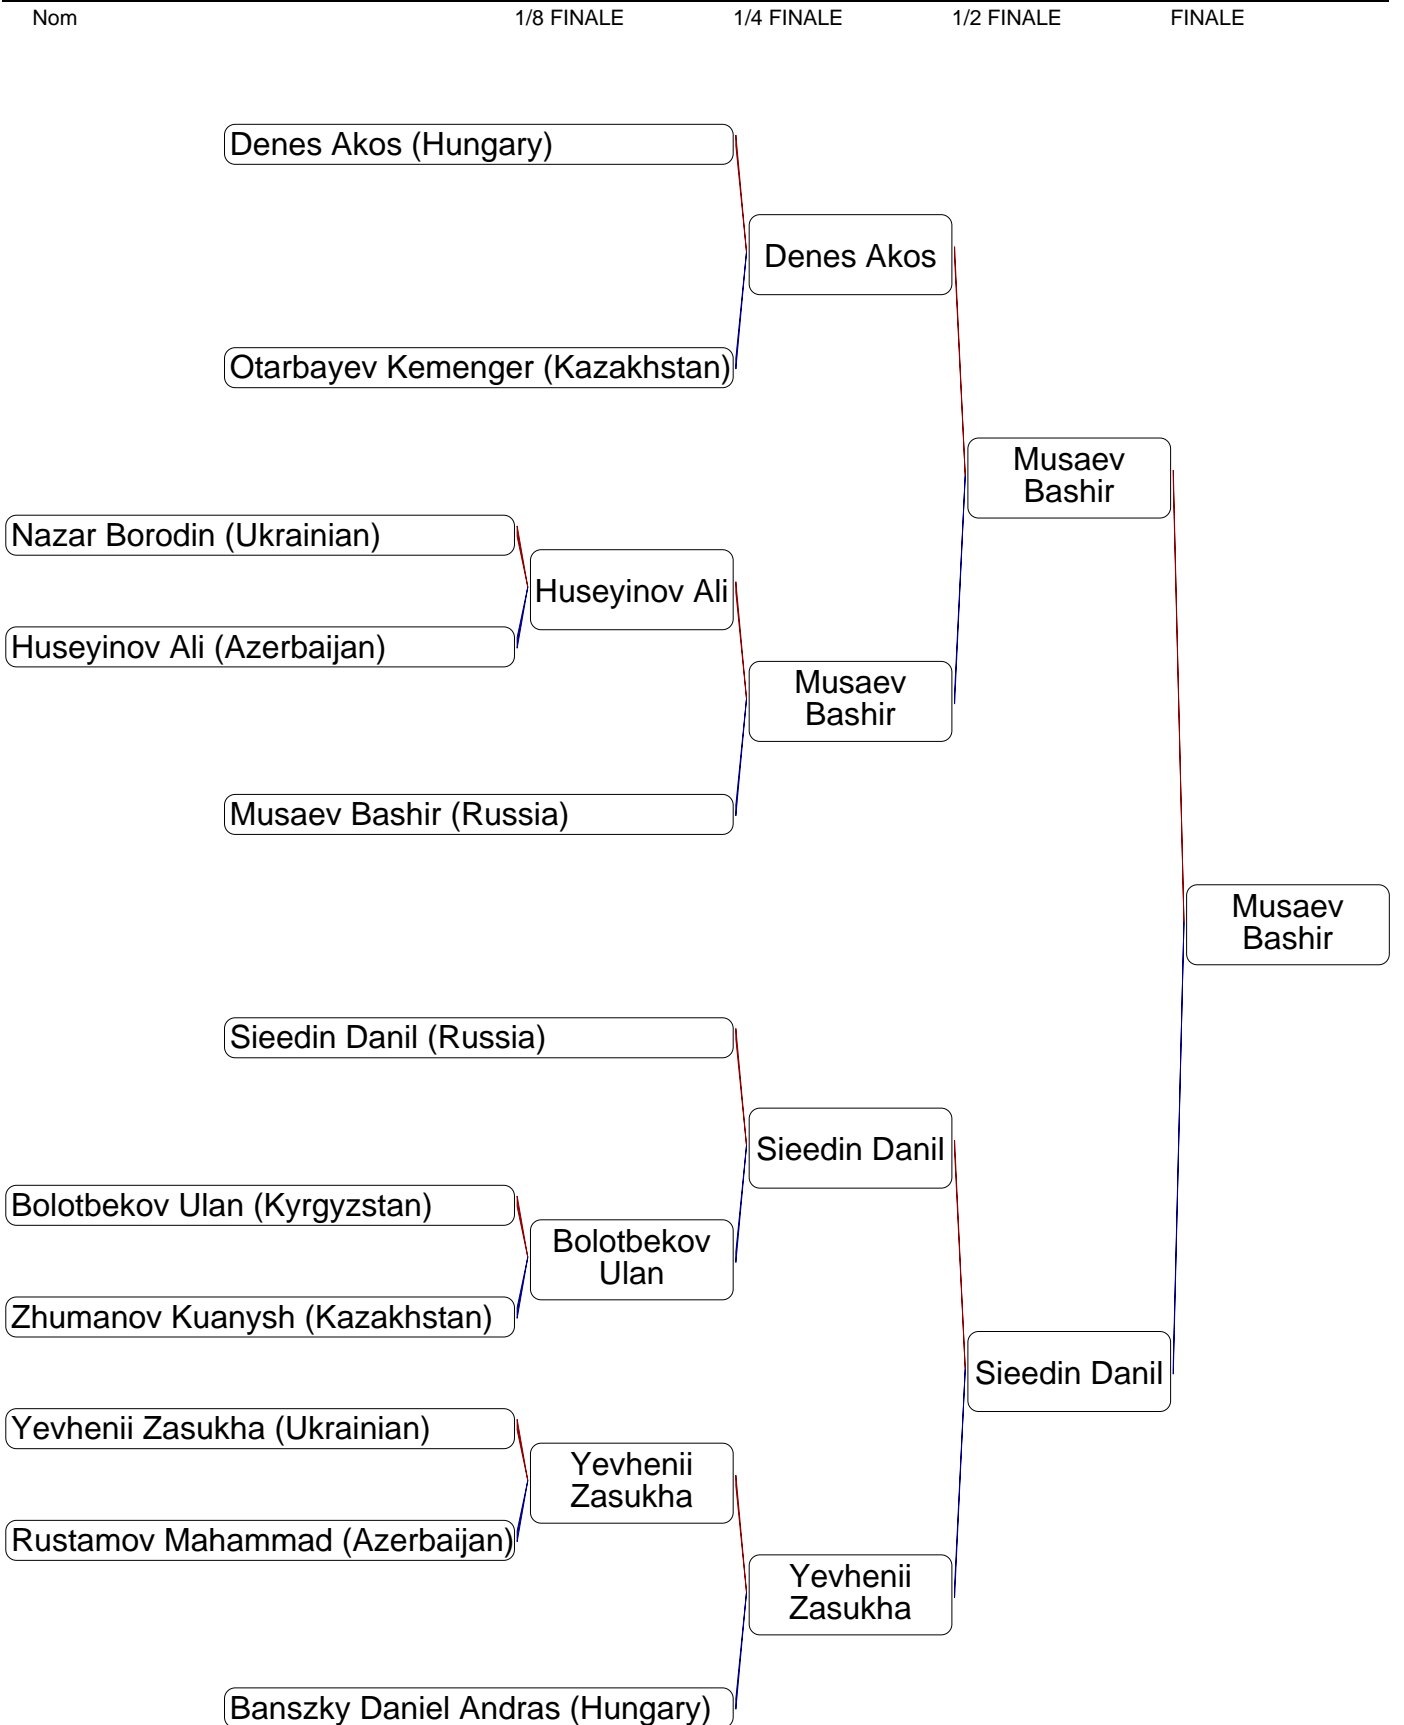 Nom 1/8 FINALE 1/4 FINALE 1/2 FINALE FINALE
Denes Akos (Hungary)
Denes Akos
Otarbayev Kemenger (Kazakhstan)
Musaev
Bashir
Nazar Borodin (Ukrainian)
Huseyinov Ali
Huseyinov Ali (Azerbaijan)
Musaev
Bashir
Musaev Bashir (Russia)
Musaev
Bashir
Sieedin Danil (Russia)
Sieedin Danil
Bolotbekov Ulan (Kyrgyzstan)
Bolotbekov
Ulan
Zhumanov Kuanysh (Kazakhstan)
Sieedin Danil
Yevhenii Zasukha (Ukrainian)
Yevhenii
Zasukha
Rustamov Mahammad (Azerbaijan)
Yevhenii
Zasukha
Banszky Daniel Andras (Hungary)